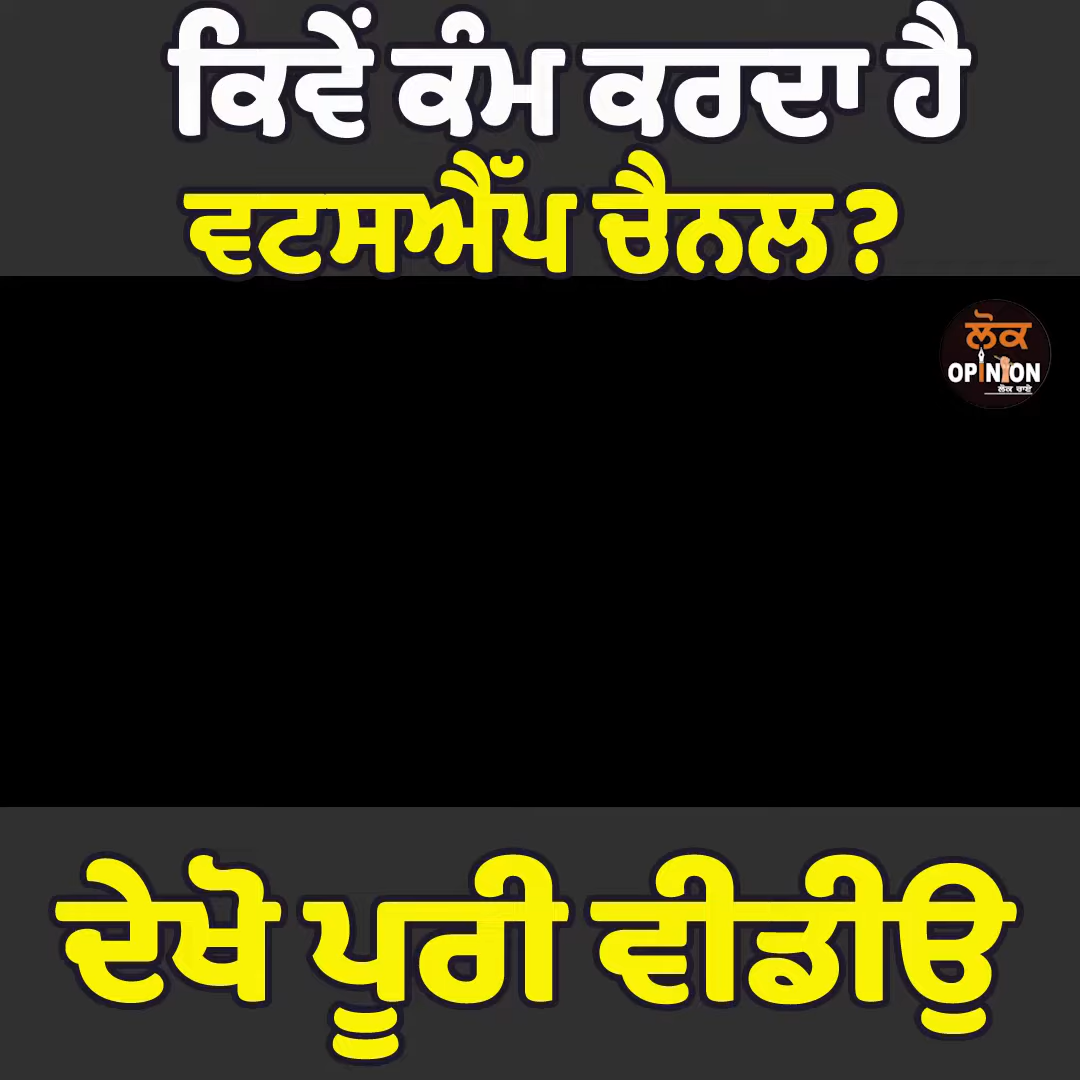 ਕਿਵੇਂ ਕੰਮ ਕਰਦਾ ਹੈ
ਵਟਸਐੱਪ ਚੈਨਲ ?
ਲੋਕ
OPINION
ਲੋਕ ਰਾਏ
ਦੇਖੋ ਪੂਰੀ ਵੀਡੀਓੂ